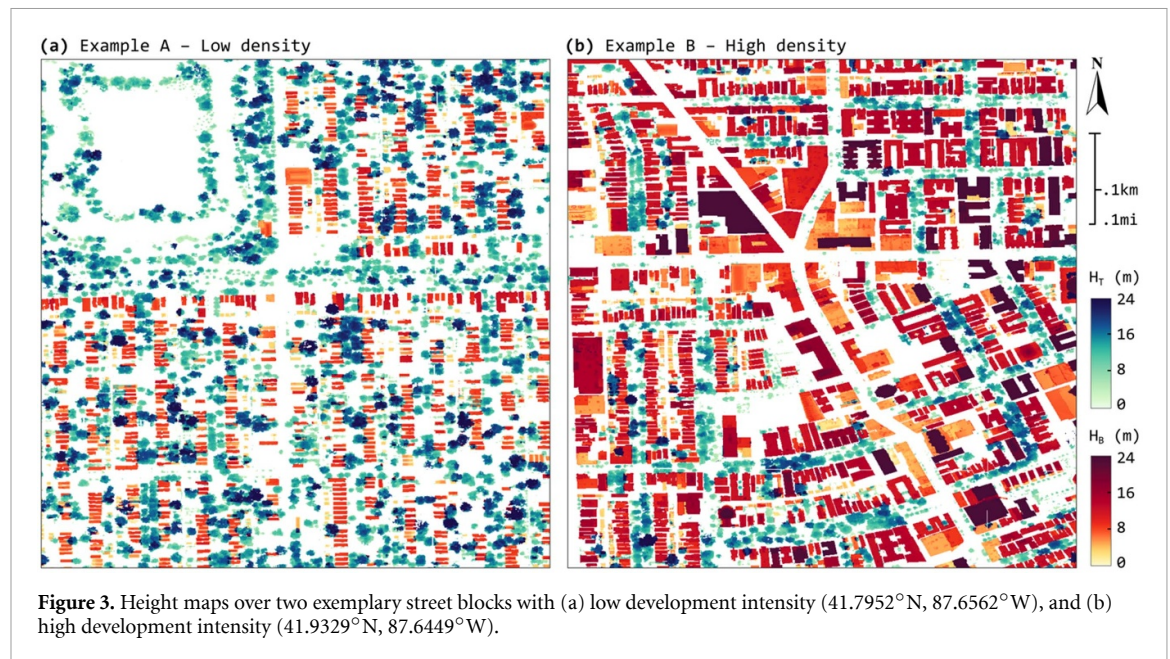 (a) Example A – Low density
(b) Example B – High density
N
.1km
.1mi
H_T (m)
24
16
8
0
H_B (m)
24
16
8
0
Figure 3. Height maps over two exemplary street blocks with (a) low development intensity (41.7952°N, 87.6562°W), and (b)
high development intensity (41.9329°N, 87.6449°W).